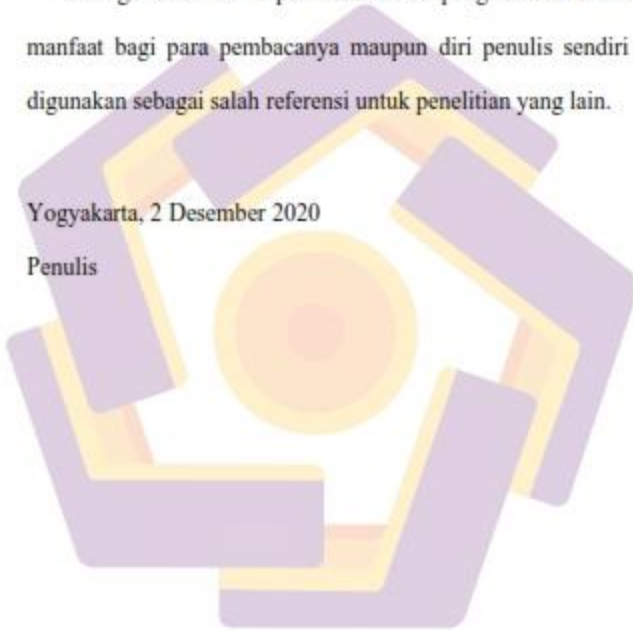 manfaat bagi para pembacanya maupun diri penulis sendiri
digunakan sebagai salah referensi untuk penelitian yang lain.
Yogyakarta, 2 Desember 2020
Penulis